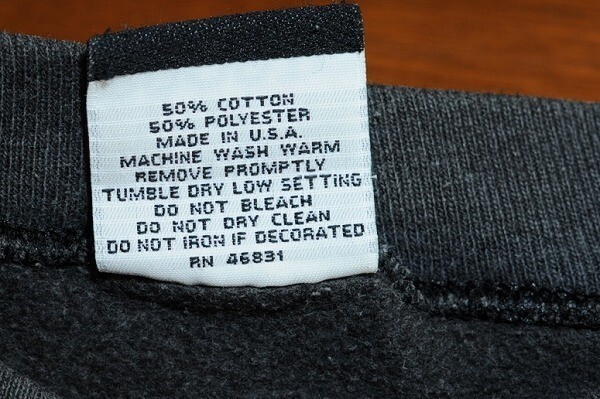 50% COTTON
50% POLYESTER
MADE IN U.S.A.
MACHINE WASH WARM
REMOVE PROMPTLY
TUMBLE DRY LOW SETTING
DO NOT BLEACH
DO NOT DRY CLEAN
DO NOT IRON IF DECORATED
RN 46831